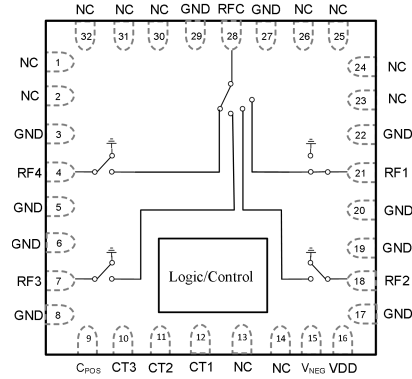 NC NC NC GND RFC GND NC NC
32 31 30 29 28 27 26 25
NC 1 24 NC
NC 2 23 NC
GND 3 22 GND
RF4 4 21 RF1
GND 5 20 GND
GND 6 19 GND
RF3 7 18 RF2
Logic/Control
GND 8 17 GND
9 10 11 12 13 14 15 16
CPOS CT3 CT2 CT1 NC NC VNEG VDD